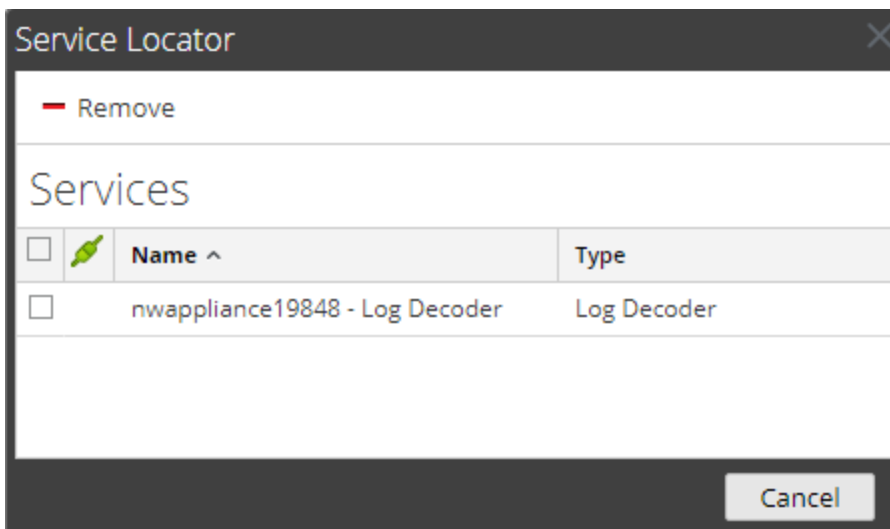 Service Locator
Remove
Services
Name
Type
nwappliance19848 - Log Decoder
Log Decoder
Cancel